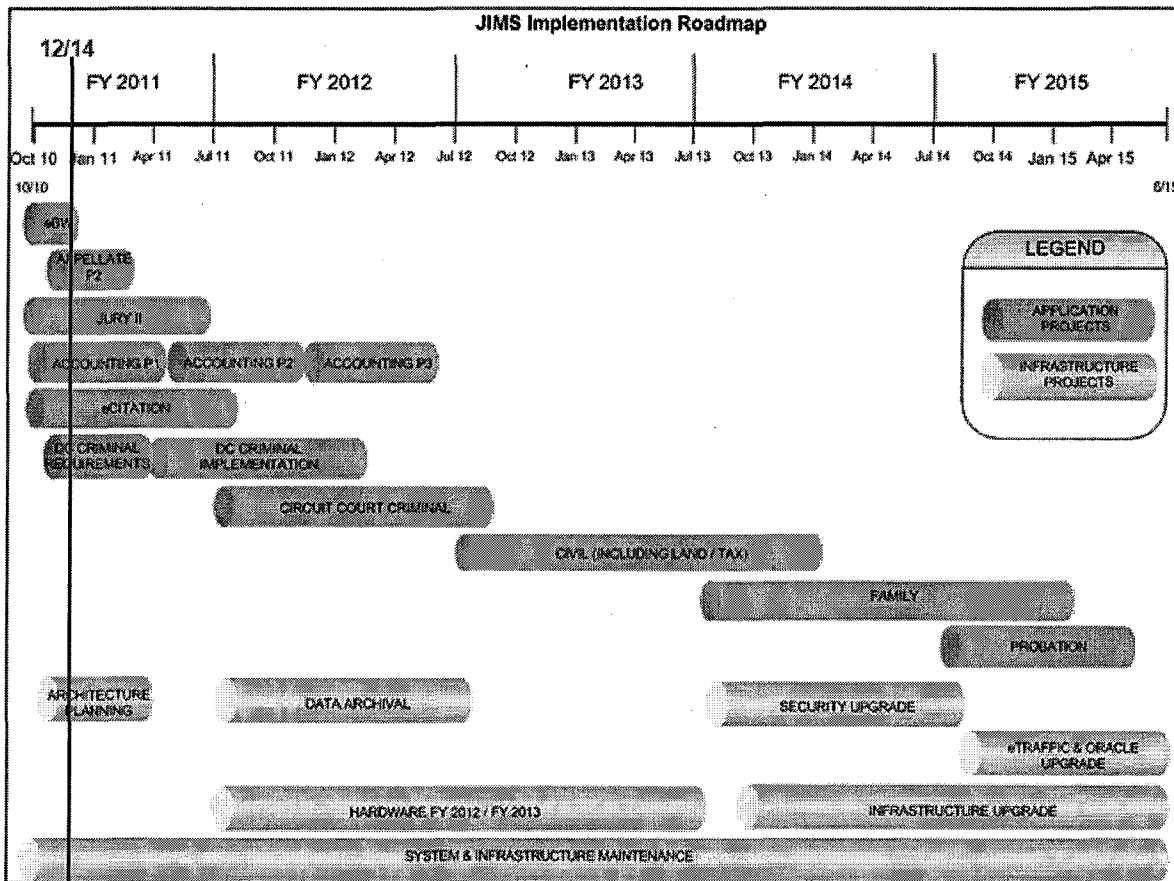 JIMS Implementation Roadmap
12/14
FY 2011
FY 2012
FY 2013
FY 2014
FY 2015
Oct 10
Jan 11
Apr 11
Jul 11
Oct 11
Jan 12
Apr 12
Jul 12
Oct 12
Jan 13
Apr 13
Jul 13
Oct 13
Jan 14
Apr 14
Jul 14
Oct 14
Jan 15
Apr 15
10/10
6/15
LEGEND
APPLICATION
PROJECTS
INFRASTRUCTURE
PROJECTS
eBW
APPELLATE
P2
JURY II
ACCOUNTING P1
ACCOUNTING P2
ACCOUNTING P3
eCITATION
DC CRIMINAL
REQUIREMENTS
DC CRIMINAL
IMPLEMENTATION
CIRCUIT COURT CRIMINAL
CIVIL (INCLUDING LAND / TAX)
FAMILY
PROBATION
ARCHITECTURE
PLANNING
DATA ARCHIVAL
SECURITY UPGRADE
eTRAFFIC & ORACLE
UPGRADE
HARDWARE FY 2012 / FY 2013
INFRASTRUCTURE UPGRADE
SYSTEM & INFRASTRUCTURE MAINTENANCE